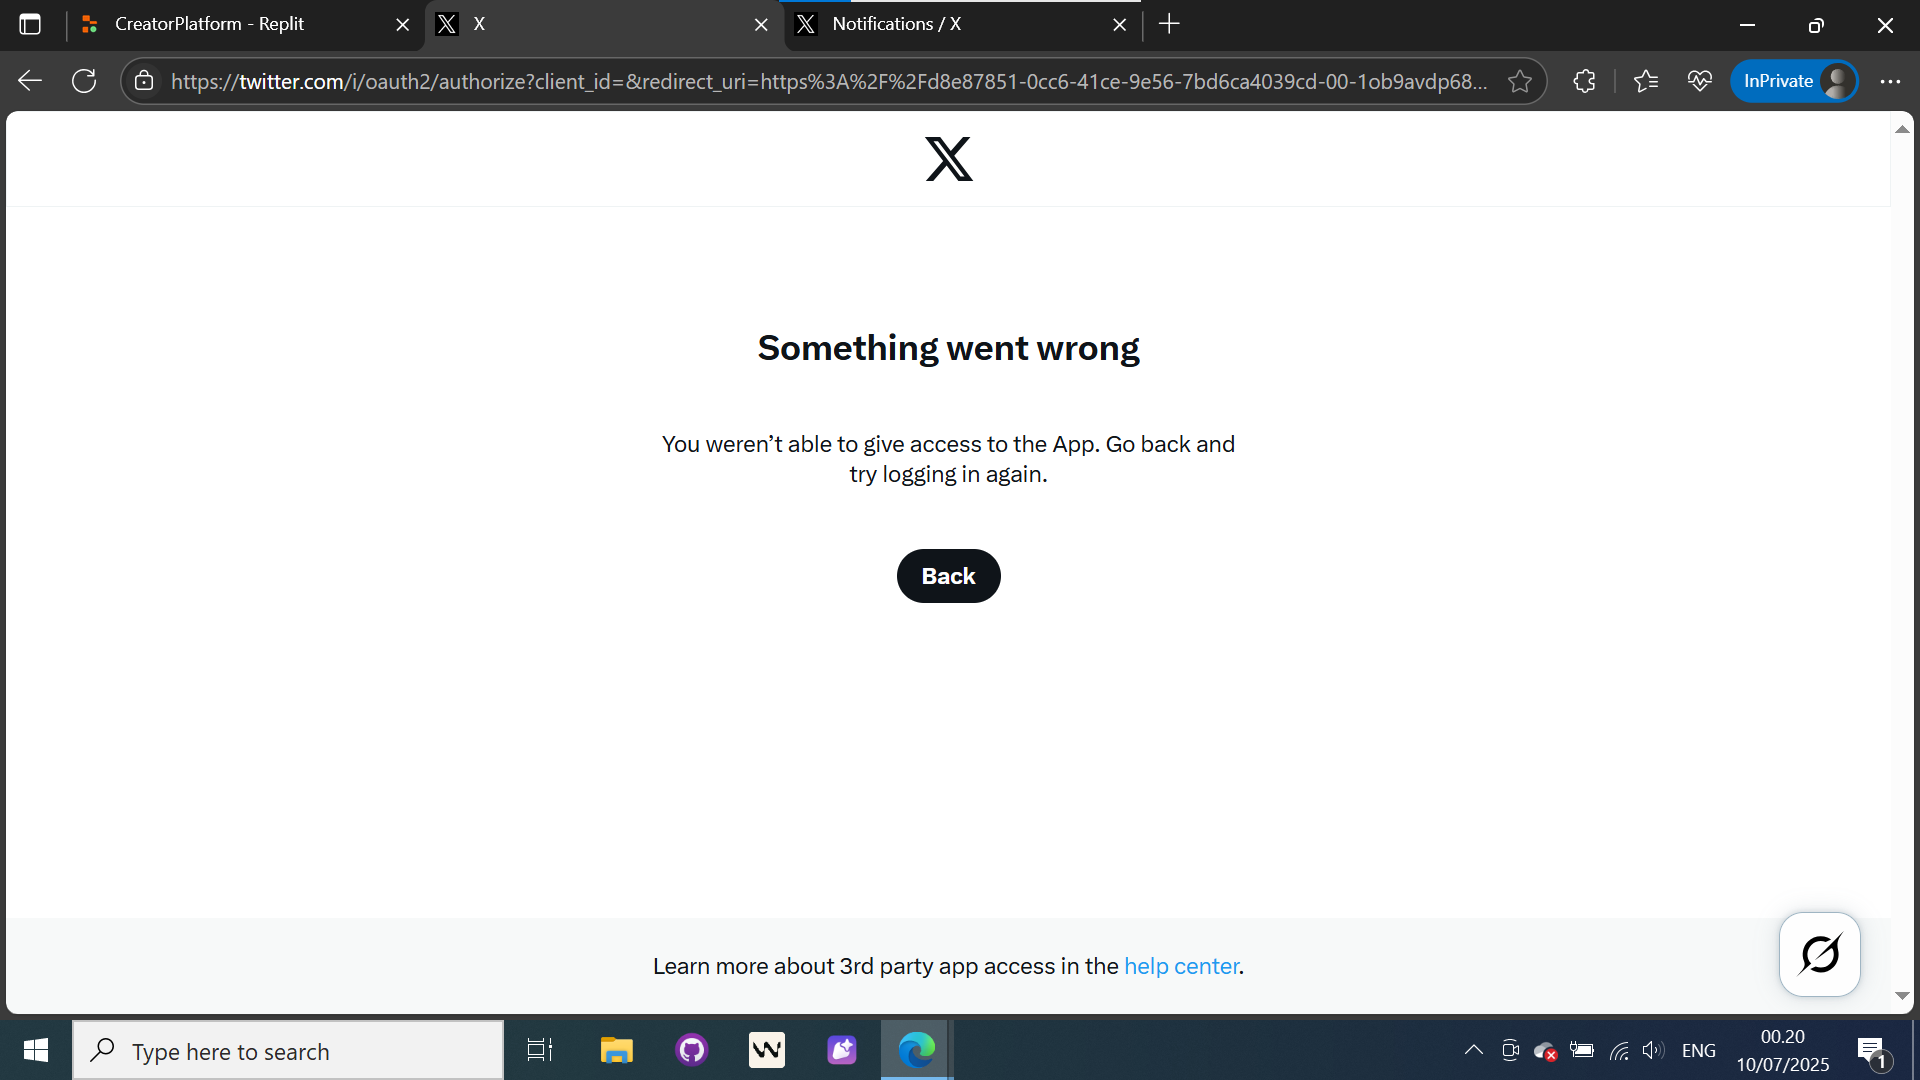 CreatorPlatform - Replit
X
Notifications / X
https://twitter.com/i/oauth2/authorize?client_id=&redirect_uri=https%3A%2F%2Fd8e87851-0cc6-41ce-9e56-7bd6ca4039cd-00-1ob9avdp68...
InPrivate
Something went wrong
You weren’t able to give access to the App. Go back and
try logging in again.
Back
Learn more about 3rd party app access in the help center.
Type here to search
ENG
00.20
10/07/2025
1